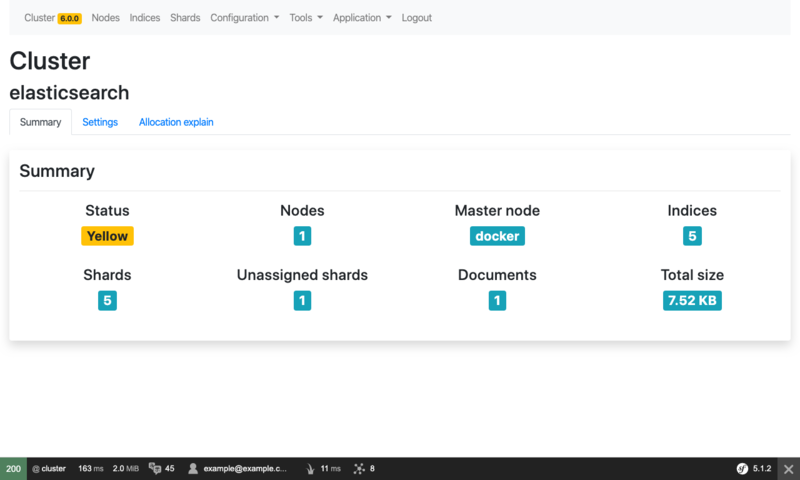 Cluster 6.0.0 Nodes Indices Shards Configuration Tools Application Logout
Cluster
elasticsearch
Summary Settings Allocation explain
Summary
Status Nodes Master node Indices
Yellow 1 docker 5
Shards Unassigned shards Documents Total size
5 1 1 7.52 KB
200 @ cluster 163 ms 2.0 MiB 45 example@example.c... 11 ms 8 sf 5.1.2